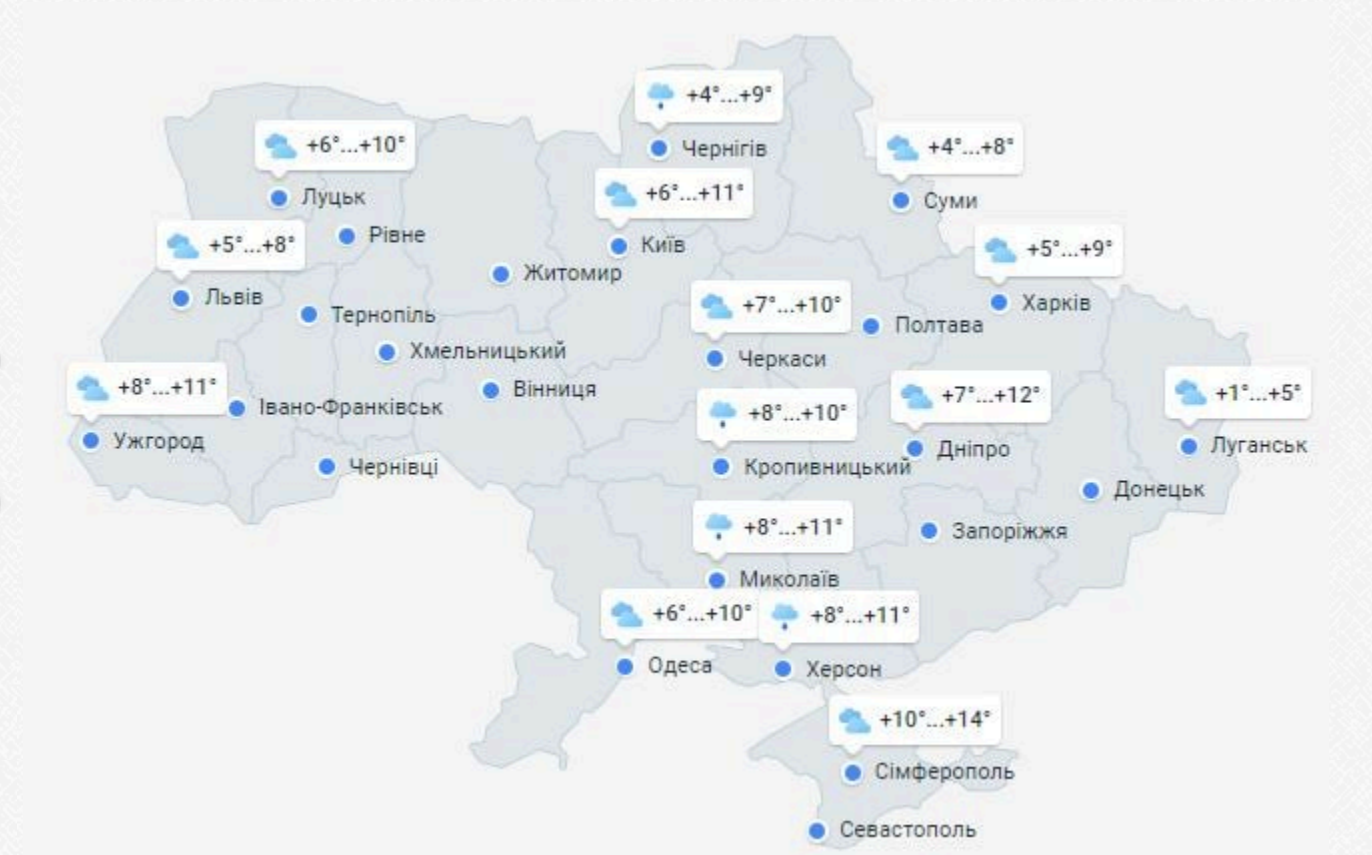 +4°...+9°
Чернігів
+6°...+10°
Луцьк
+4°...+8°
Суми
+6°...+11°
Київ
+5°...+8°
Львів
Рівне
+5°...+9°
Харків
Житомир
Тернопіль
+7°...+10°
Черкаси
Полтава
Хмельницький
Вінниця
+8°...+11°
Ужгород
Івано-Франківськ
Чернівці
+8°...+10°
Кропивницький
+7°...+12°
Дніпро
+1°...+5°
Луганськ
Донецьк
Запоріжжя
+8°...+11°
Миколаїв
+6°...+10°
Одеса
+8°...+11°
Херсон
+10°...+14°
Сімферополь
Севастополь